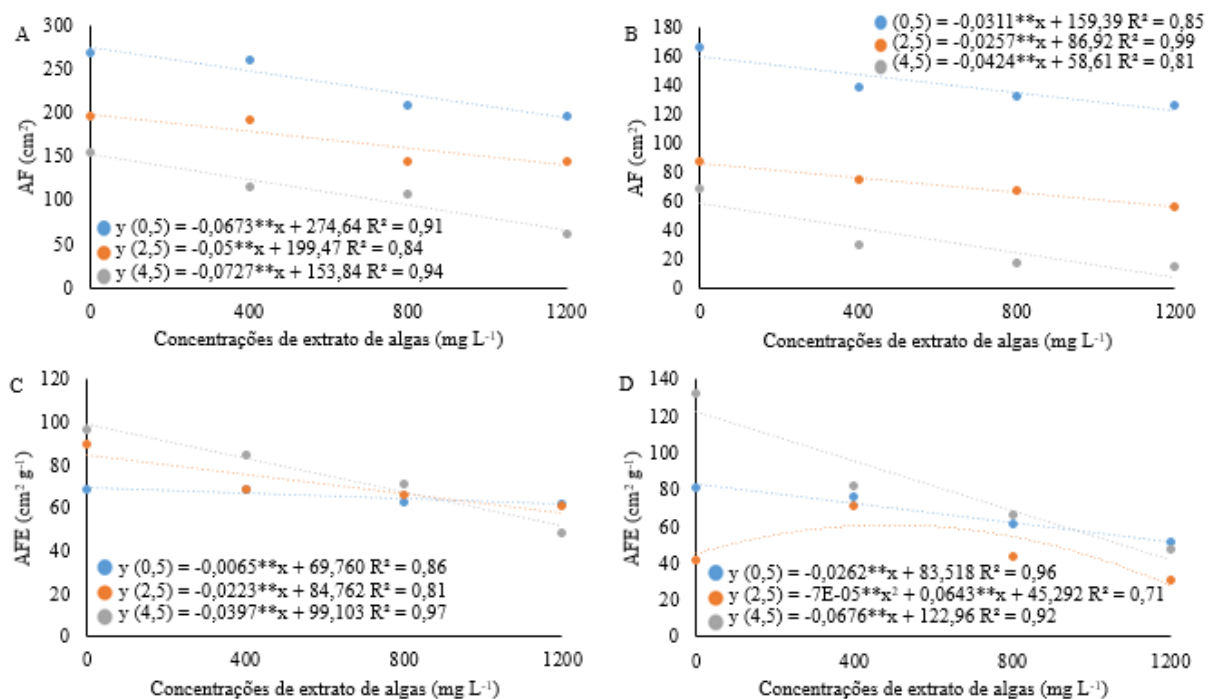 A
AF (cm²)
300
250
200
150
100
50
0
y (0,5) = -0,0673**x + 274,64 R² = 0,91
y (2,5) = -0,05**x + 199,47 R² = 0,84
y (4,5) = -0,0727**x + 153,84 R² = 0,94
0 400 800 1200
Concentrações de extrato de algas (mg L⁻¹)
B
AF (cm²)
180
160
140
120
100
80
60
40
20
0
(0,5) = -0,0311**x + 159,39 R² = 0,85
(2,5) = -0,0257**x + 86,92 R² = 0,99
(4,5) = -0,0424**x + 58,61 R² = 0,81
0 400 800 1200
Concentrações de extrato de algas (mg L⁻¹)
C
AFE (cm² g⁻¹)
120
100
80
60
40
20
0
y (0,5) = -0,0065**x + 69,760 R² = 0,86
y (2,5) = -0,0223**x + 84,762 R² = 0,81
y (4,5) = -0,0397**x + 99,103 R² = 0,97
0 400 800 1200
Concentrações de extrato de algas (mg L⁻¹)
D
AFE (cm² g⁻¹)
140
120
100
80
60
40
20
0
y (0,5) = -0,0262**x + 83,518 R² = 0,96
y (2,5) = -7E-05**x² + 0,0643**x + 45,292 R² = 0,71
y (4,5) = -0,0676**x + 122,96 R² = 0,92
0 400 800 1200
Concentrações de extrato de algas (mg L⁻¹)